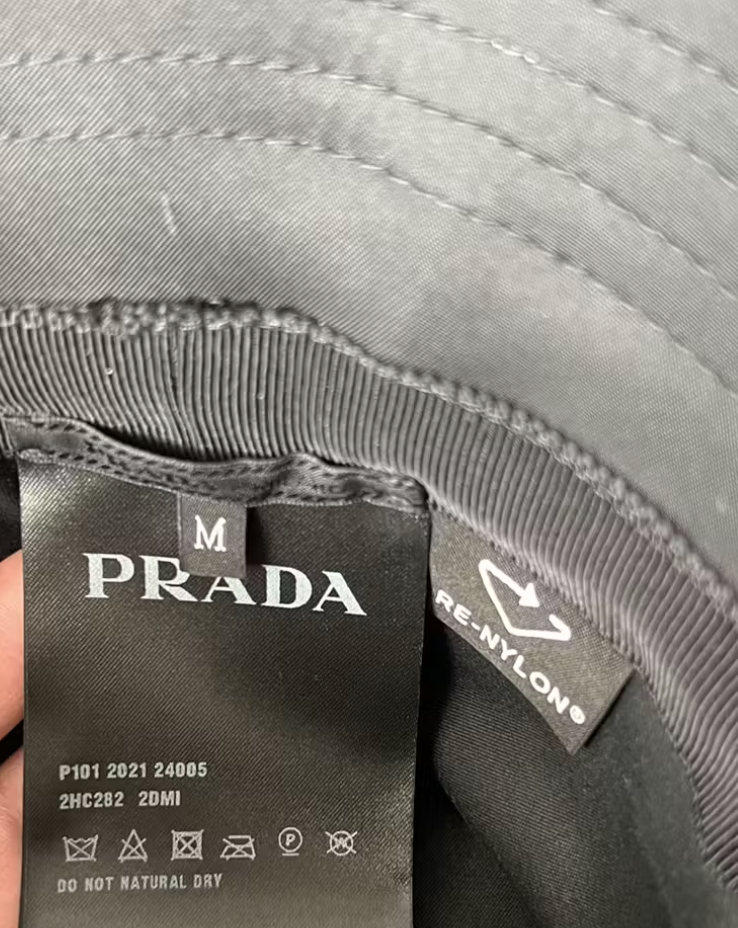 M
PRADA
RE-NYLON®
P101 2021 24005
2HC282 2DMI
P
W
DO NOT NATURAL DRY